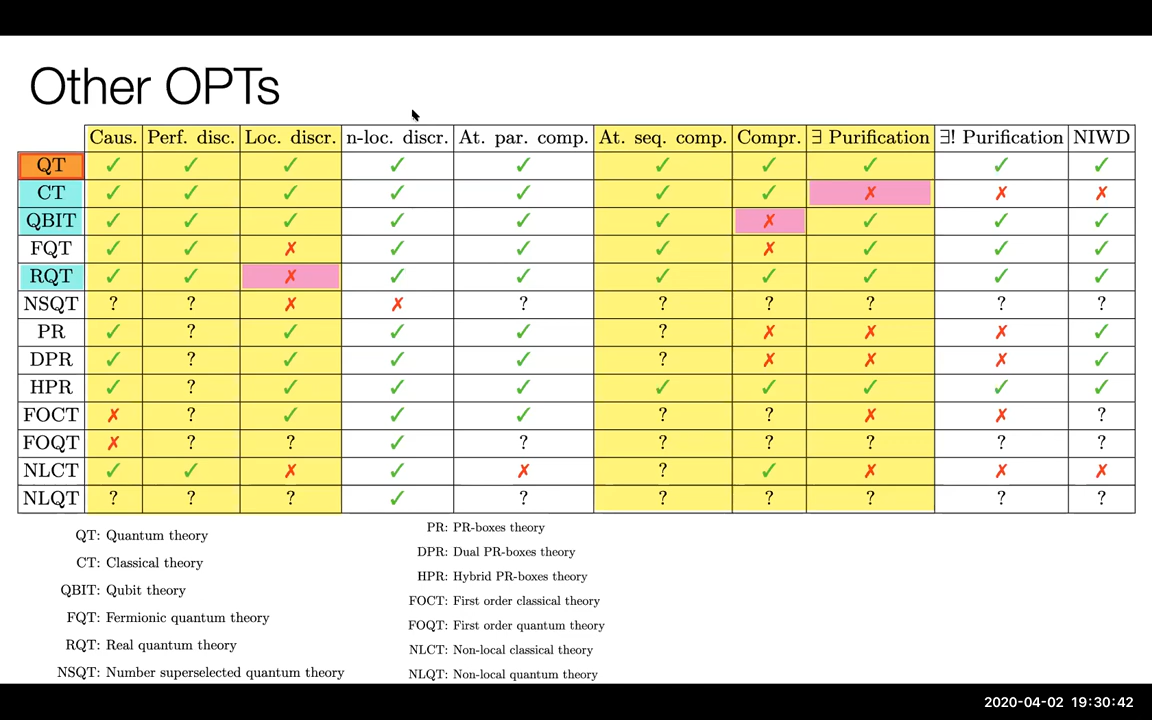 Other OPTs
Caus. Perf. disc. Loc. discr. n-loc. discr. At. par. comp. At. seq. comp. Compr. ∃ Purification ∃! Purification NIWD
QT ✓ ✓ ✓ ✓ ✓ ✓ ✓ ✓ ✓ ✓
CT ✓ ✓ ✓ ✓ ✓ ✓ ✓ ✗ ✗ ✗
QBIT ✓ ✓ ✓ ✓ ✓ ✓ ✗ ✓ ✓ ✓
FQT ✓ ✓ ✗ ✓ ✓ ✓ ✗ ✓ ✓ ✓
RQT ✓ ✓ ✗ ✓ ✓ ✓ ✓ ✓ ✓ ✓
NSQT ? ? ✗ ✗ ? ? ? ? ? ?
PR ✓ ? ✓ ✓ ✓ ? ✗ ✗ ✗ ✓
DPR ✓ ? ✓ ✓ ✓ ? ✗ ✗ ✗ ✓
HPR ✓ ? ✓ ✓ ✓ ✓ ✓ ✓ ✓ ✓
FOCT ✗ ? ✓ ✓ ✓ ? ? ✗ ✗ ?
FOQT ✗ ? ? ✓ ? ? ? ? ? ?
NLCT ✓ ✓ ✗ ✓ ✗ ? ✓ ✗ ✗ ✗
NLQT ? ? ? ✓ ? ? ? ? ? ?
QT: Quantum theory
CT: Classical theory
QBIT: Qubit theory
FQT: Fermionic quantum theory
RQT: Real quantum theory
NSQT: Number superselected quantum theory
PR: PR-boxes theory
DPR: Dual PR-boxes theory
HPR: Hybrid PR-boxes theory
FOCT: First order classical theory
FOQT: First order quantum theory
NLCT: Non-local classical theory
NLQT: Non-local quantum theory
2020-04-02 19:30:42